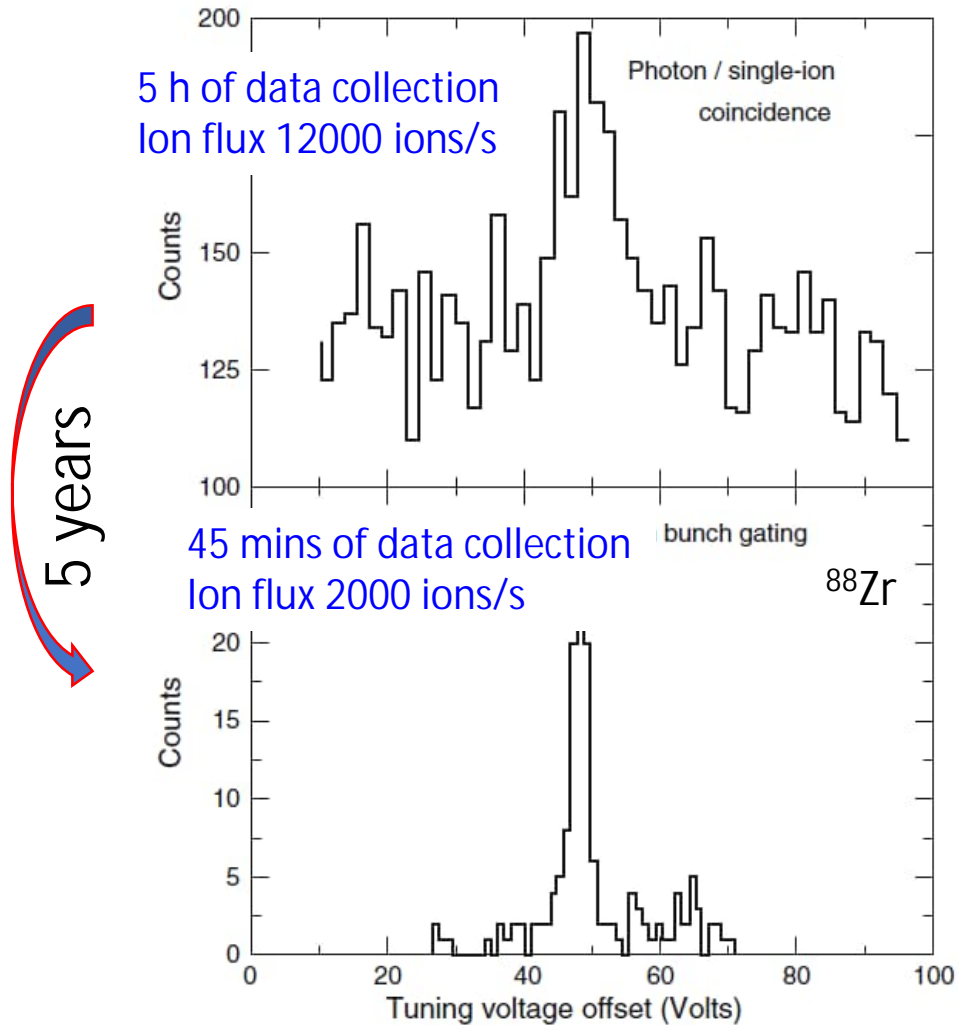 200
5 h of data collection
Ion flux 12000 ions/s
Photon / single-ion
coincidence
Counts
150
125
100
5 years
45 mins of data collection
Ion flux 2000 ions/s
bunch gating
88Zr
Counts
20
15
10
5
0
0 20 40 60 80 100
Tuning voltage offset (Volts)